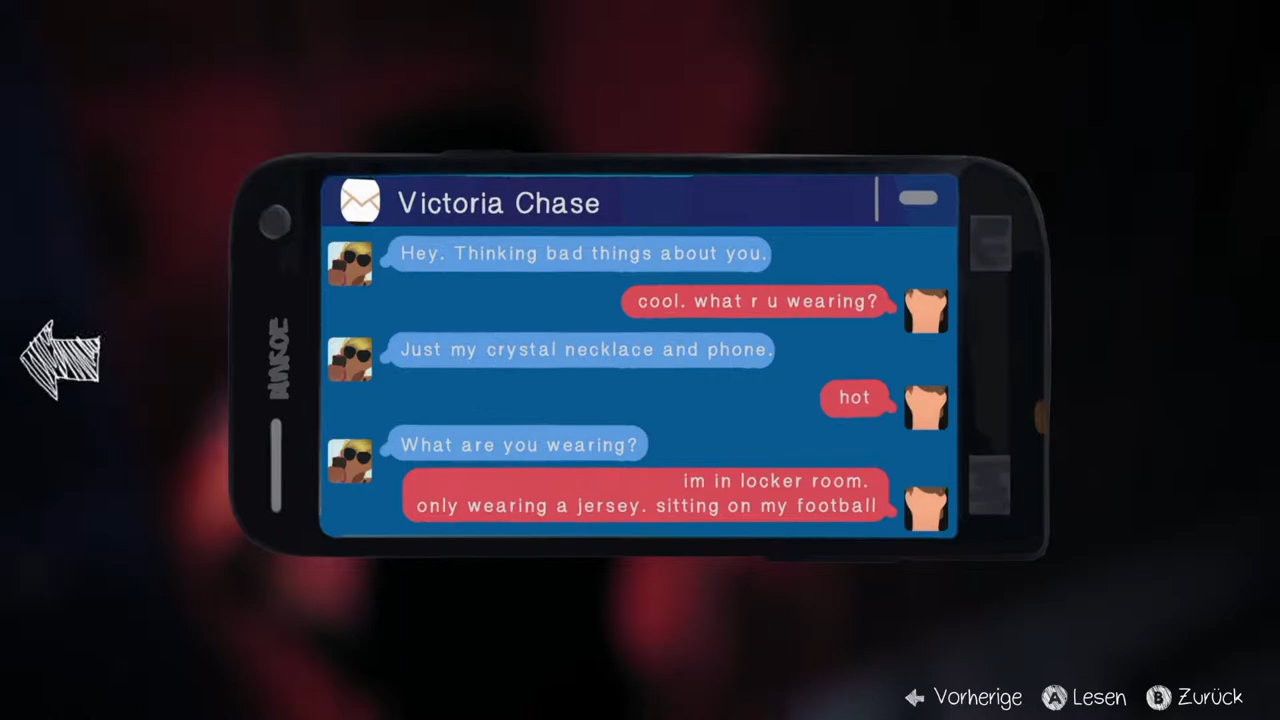 Victoria Chase
Hey. Thinking bad things about you.
cool. what r u wearing?
Just my crystal necklace and phone.
hot
What are you wearing?
im in locker room.
only wearing a jersey. sitting on my football
Vorherige
A Lesen
B Zurück